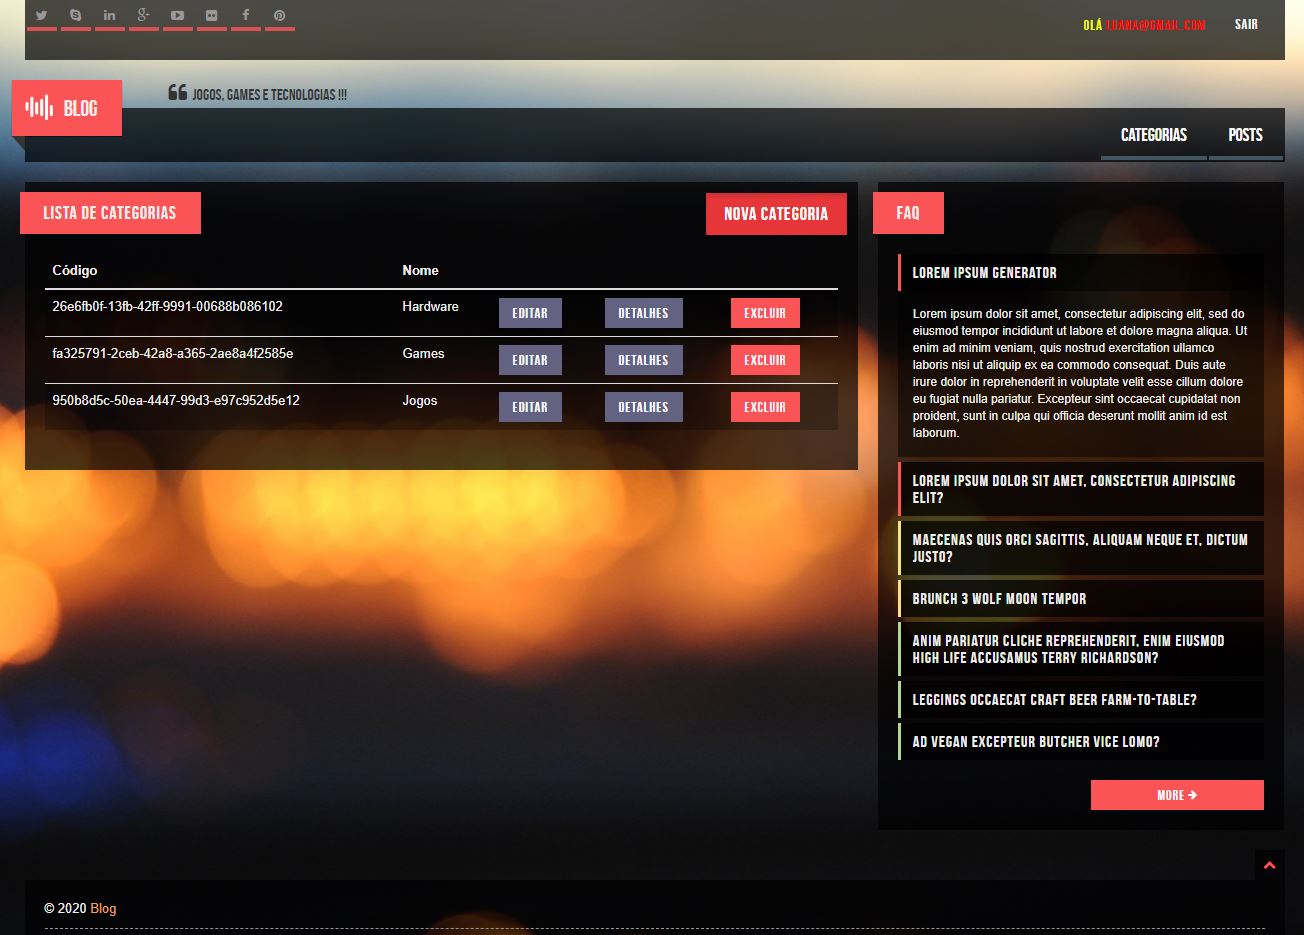 OLÁ LUANA@GMAIL.COM SAIR
BLOG
JOGOS, GAMES E TECNOLOGIAS !!!
CATEGORIAS POSTS
LISTA DE CATEGORIAS
NOVA CATEGORIA
Código Nome
26e6fb0f-13fb-42ff-9991-00688b086102 Hardware EDITAR DETALHES EXCLUIR
fa325791-2ceb-42a8-a365-2ae8a4f2585e Games EDITAR DETALHES EXCLUIR
950b8d5c-50ea-4447-99d3-e97c952d5e12 Jogos EDITAR DETALHES EXCLUIR
FAQ
LOREM IPSUM GENERATOR
Lorem ipsum dolor sit amet, consectetur adipiscing elit, sed do
eiusmod tempor incididunt ut labore et dolore magna aliqua. Ut
enim ad minim veniam, quis nostrud exercitation ullamco
laboris nisi ut aliquip ex ea commodo consequat. Duis aute
irure dolor in reprehenderit in voluptate velit esse cillum dolore
eu fugiat nulla pariatur. Excepteur sint occaecat cupidatat non
proident, sunt in culpa qui officia deserunt mollit anim id est
laborum.
LOREM IPSUM DOLOR SIT AMET, CONSECTETUR ADIPISCING
ELIT?
MAECENAS QUIS ORCI SAGITTIS, ALIQUAM NEQUE ET, DICTUM
JUSTO?
BRUNCH 3 WOLF MOON TEMPOR
ANIM PARIATUR CLICHE REPREHENDERIT, ENIM EIUSMOD
HIGH LIFE ACCUSAMUS TERRY RICHARDSON?
LEGGINGS OCCAECAT CRAFT BEER FARM-TO-TABLE?
AD VEGAN EXCEPTEUR BUTCHER VICE LOMO?
MORE
© 2020 Blog